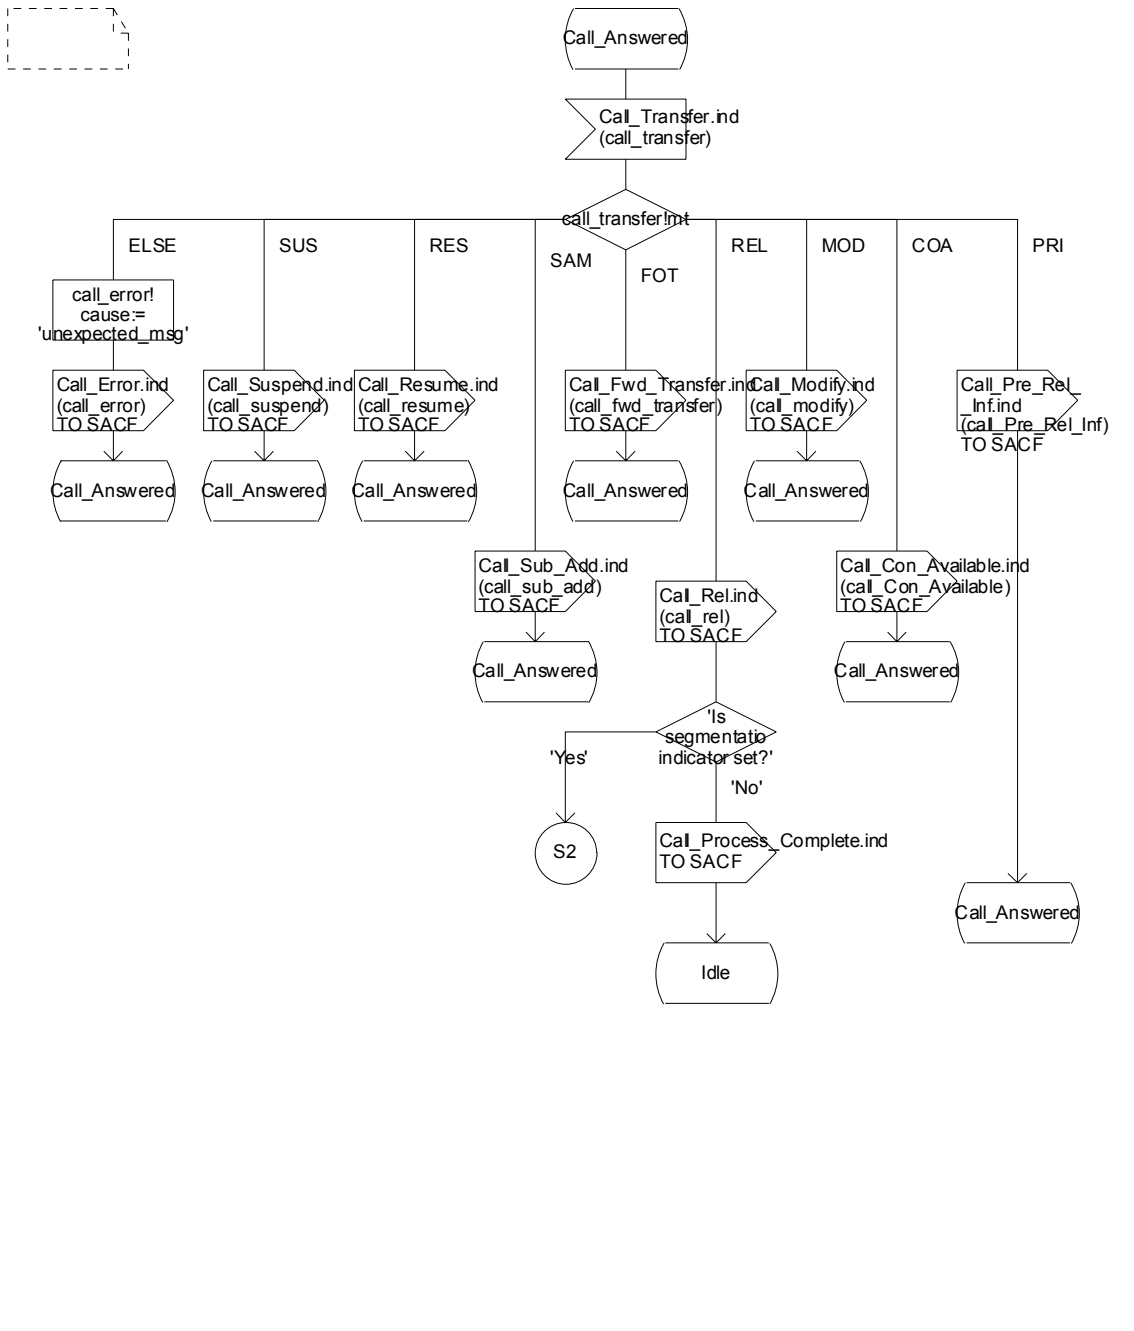 Call_Answered
Call_Transfer.ind
(call_transfer)
call_transfer!mt
ELSE
SUS
RES
SAM
FOT
REL
MOD
COA
PRI
call_error!
cause:=
'unexpected_msg'
Call_Error.ind
(call_error)
TO SACF
Call_Suspend.ind
(call_suspend)
TO SACF
Call_Resume.ind
(call_resume)
TO SACF
Call_Fwd_Transfer.ind
(call_fwd_transfer)
TO SACF
Call_Modify.ind
(call_modify)
TO SACF
Call_Pre_Rel_
_Inf.ind
(call_Pre_Rel_Inf)
TO SACF
Call_Answered
Call_Answered
Call_Answered
Call_Answered
Call_Answered
Call_Sub_Add.ind
(call_sub_add)
TO SACF
Call_Rel.ind
(call_rel)
TO SACF
Call_Con_Available.ind
(call_Con_Available)
TO SACF
Call_Answered
Call_Answered
'Is
segmentatio
indicator set?'
'Yes'
'No'
S2
Call_Process_Complete.ind
TO SACF
Call_Answered
Idle